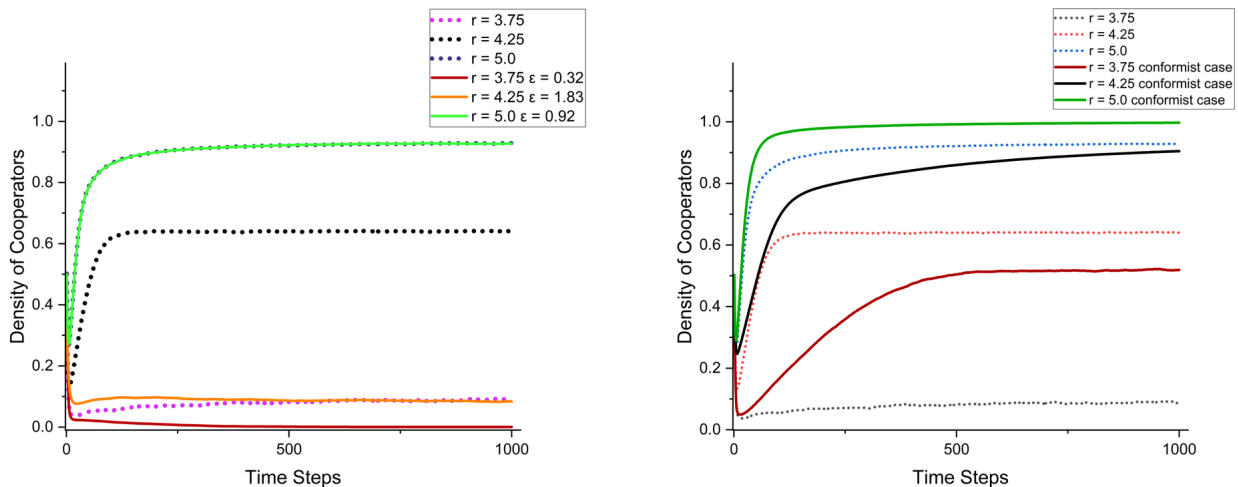 r = 3.75
r = 4.25
r = 5.0
r = 3.75 ε = 0.32
r = 4.25 ε = 1.83
r = 5.0 ε = 0.92
1.0
0.8
0.6
0.4
0.2
0.0
Density of Cooperators
0
500
1000
Time Steps
r = 3.75
r = 4.25
r = 5.0
r = 3.75 conformist case
r = 4.25 conformist case
r = 5.0 conformist case
1.0
0.8
0.6
0.4
0.2
0.0
Density of Cooperators
0
500
1000
Time Steps